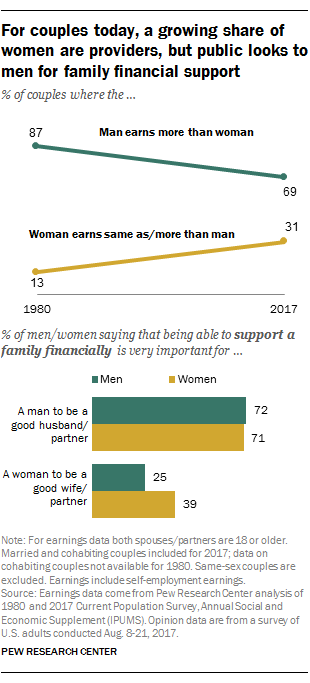 For couples today, a growing share of
women are providers, but public looks to
men for family financial support
% of couples where the ...
87
Man earns more than woman
69
31
Woman earns same as/more than man
13
1980
2017
% of men/women saying that being able to support a
family financially is very important for ...
Men
Women
A man to be a
good husband/
partner
72
71
A woman to be a
good wife/
partner
25
39
Note: For earnings data both spouses/partners are 18 or older.
Married and cohabiting couples included for 2017; data on
cohabiting couples not available for 1980. Same-sex couples are
excluded. Earnings include self-employment earnings.
Source: Earnings data come from Pew Research Center analysis of
1980 and 2017 Current Population Survey, Annual Social and
Economic Supplement (IPUMS). Opinion data are from a survey of
U.S. adults conducted Aug. 8-21, 2017.
PEW RESEARCH CENTER